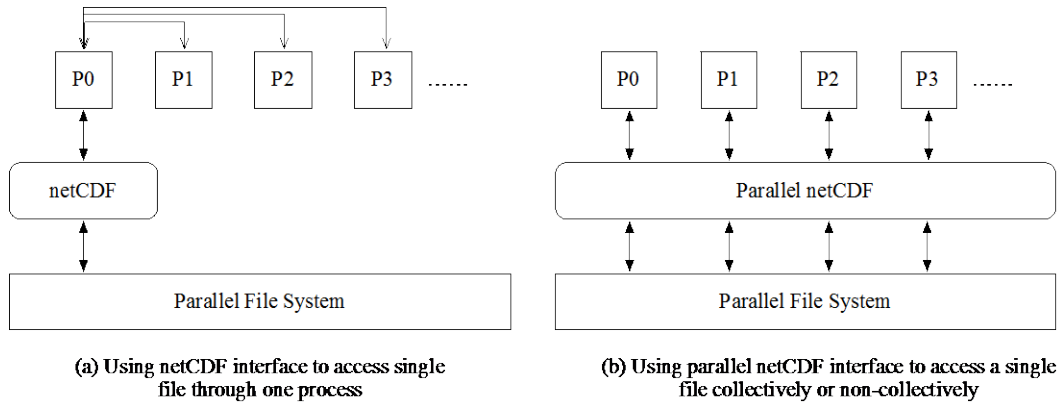 P0 P1 P2 P3 ......
netCDF
Parallel File System
(a) Using netCDF interface to access single
file through one process
P0 P1 P2 P3 ......
Parallel netCDF
Parallel File System
(b) Using parallel netCDF interface to access a single
file collectively or non-collectively